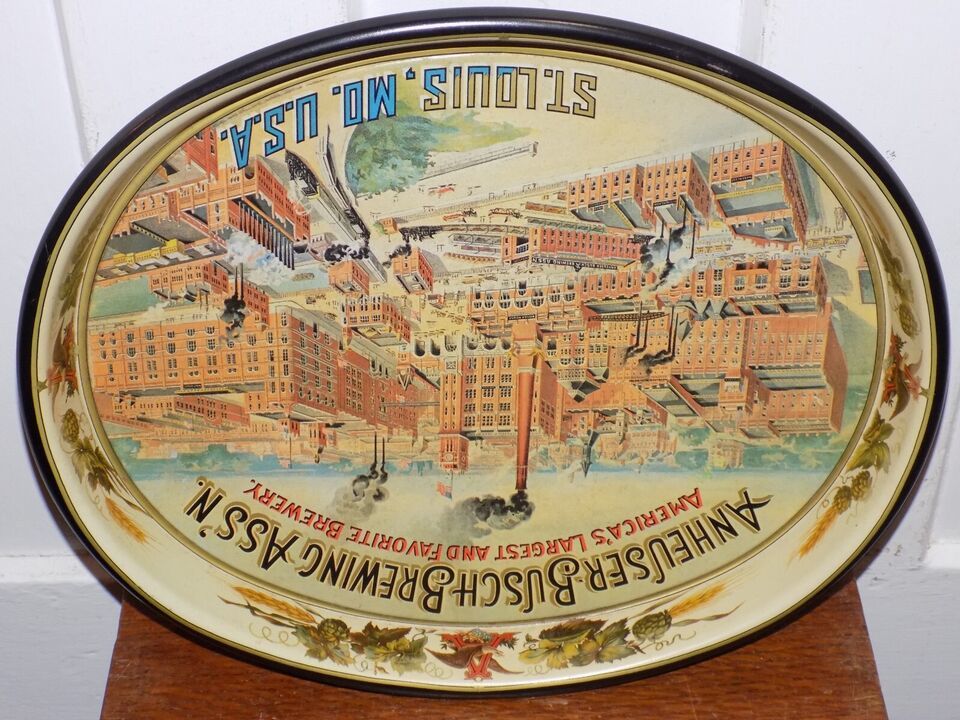 ANHEUSER-BUSCH BREWING ASS'N.
AMERICA'S LARGEST AND FAVORITE BREWERY.
ST. LOUIS, MO. U.S.A.